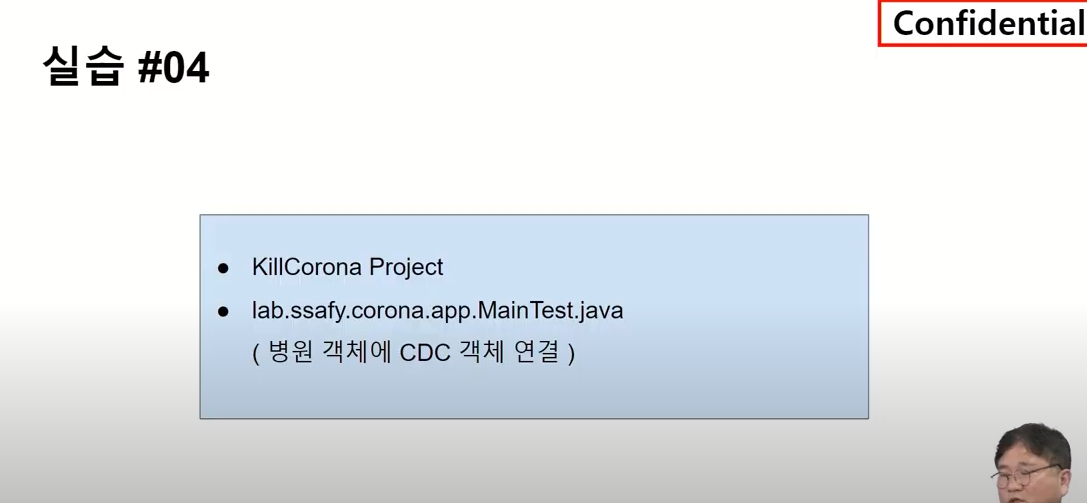 Confidential
실습 #04
● KillCorona Project
● lab.ssafy.corona.app.MainTest.java
( 병원 객체에 CDC 객체 연결 )